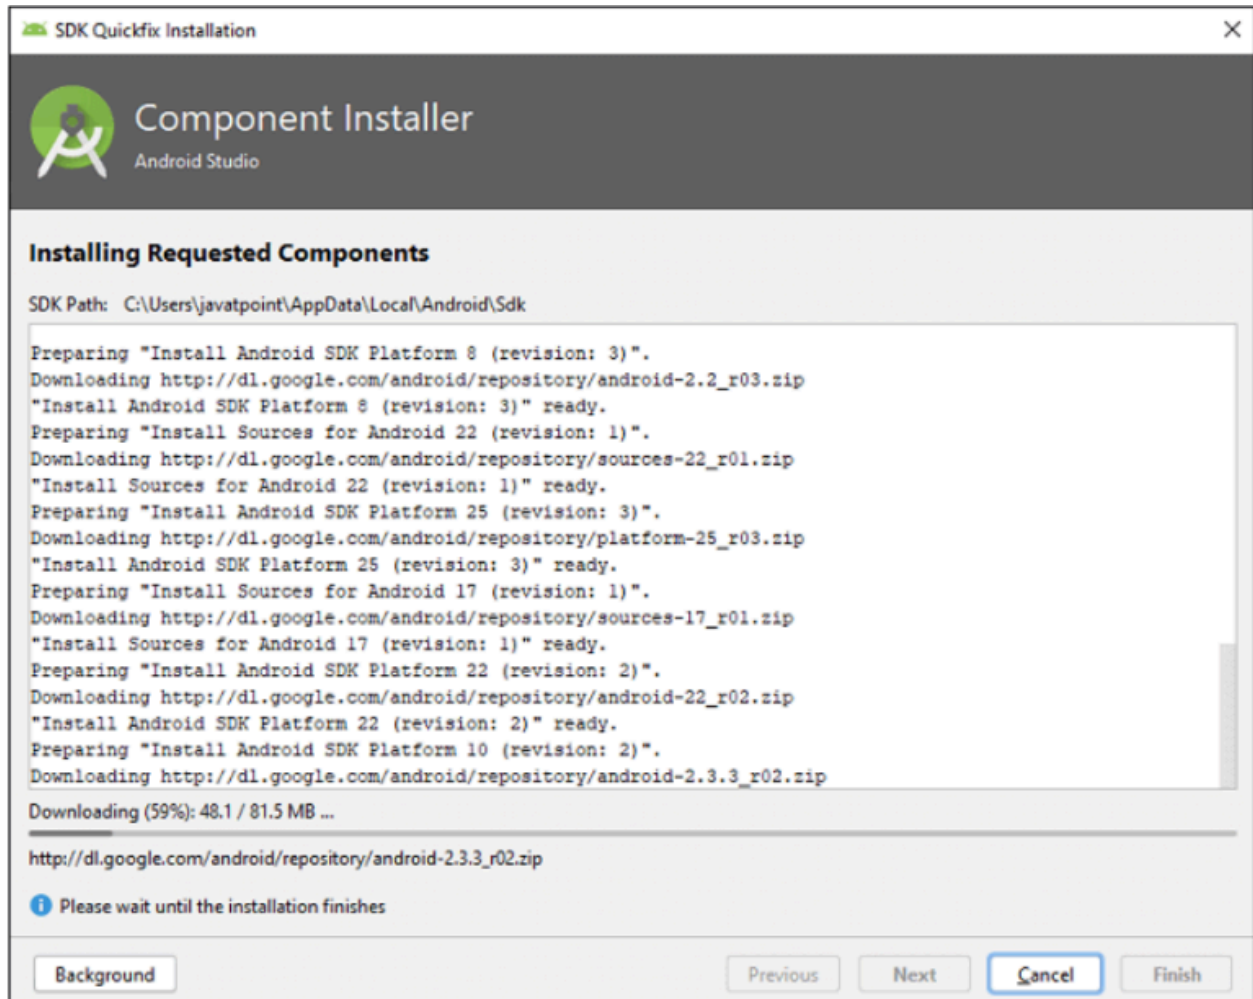 SDK Quickfix Installation
Component Installer
Android Studio
Installing Requested Components
SDK Path: C:\Users\javatpoint\AppData\Local\Android\Sdk
Preparing "Install Android SDK Platform 8 (revision: 3)".
Downloading http://dl.google.com/android/repository/android-2.2_r03.zip
"Install Android SDK Platform 8 (revision: 3)" ready.
Preparing "Install Sources for Android 22 (revision: 1)".
Downloading http://dl.google.com/android/repository/sources-22_r01.zip
"Install Sources for Android 22 (revision: 1)" ready.
Preparing "Install Android SDK Platform 25 (revision: 3)".
Downloading http://dl.google.com/android/repository/platform-25_r03.zip
"Install Android SDK Platform 25 (revision: 3)" ready.
Preparing "Install Sources for Android 17 (revision: 1)".
Downloading http://dl.google.com/android/repository/sources-17_r01.zip
"Install Sources for Android 17 (revision: 1)" ready.
Preparing "Install Android SDK Platform 22 (revision: 2)".
Downloading http://dl.google.com/android/repository/android-22_r02.zip
"Install Android SDK Platform 22 (revision: 2)" ready.
Preparing "Install Android SDK Platform 10 (revision: 2)".
Downloading http://dl.google.com/android/repository/android-2.3.3_r02.zip
Downloading (59%): 48.1 / 81.5 MB ...
http://dl.google.com/android/repository/android-2.3.3_r02.zip
Please wait until the installation finishes
Background Previous Next Cancel Finish